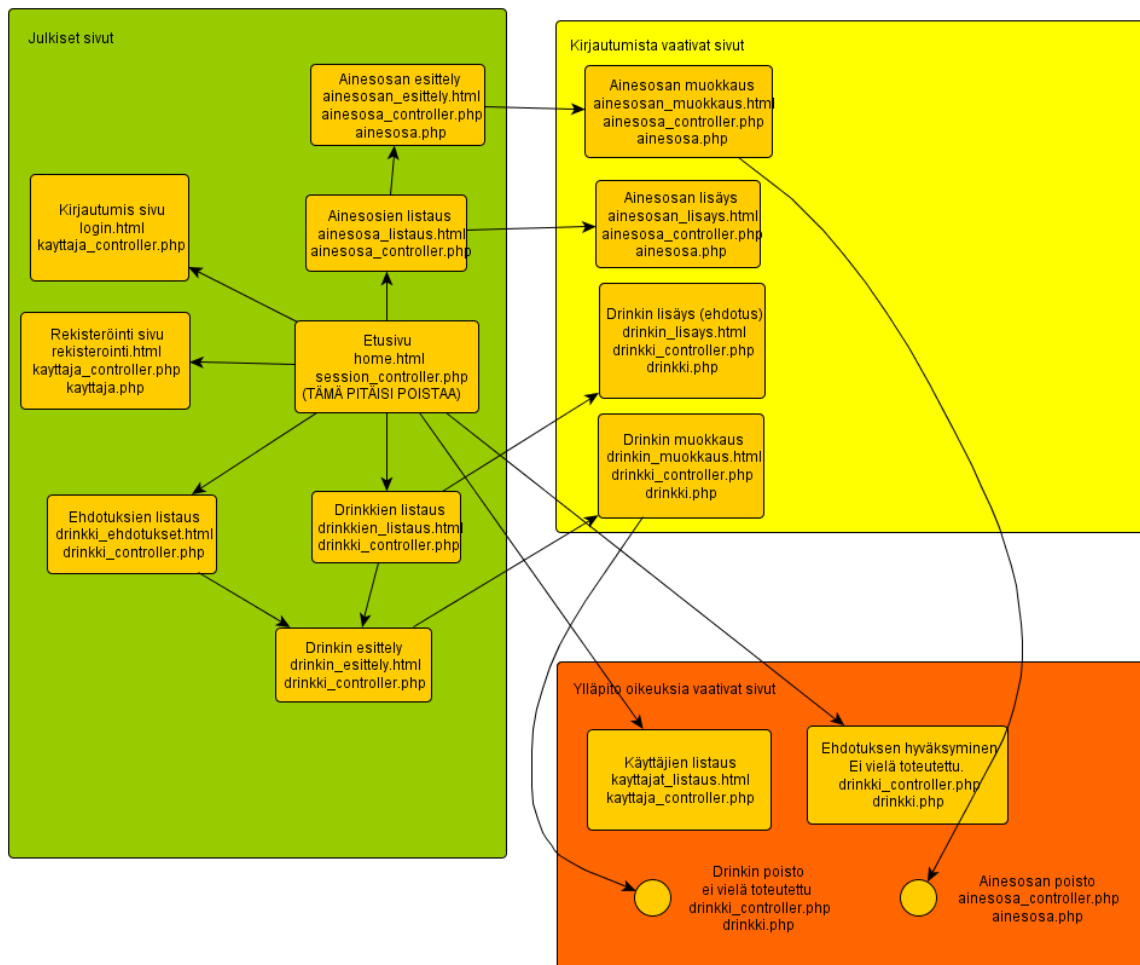 Julkiset sivut
Ainesosan esittely
ainesosan_esittely.html
ainesosa_controller.php
ainesosa.php
Kirjautumis sivu
login.html
kayttaja_controller.php
Ainesosien listaus
ainesosa_listaus.html
ainesosa_controller.php
Rekisteröinti sivu
rekisterointi.html
kayttaja_controller.php
kayttaja.php
Etusivu
home.html
session_controller.php
(TÄMÄ PITÄISI POISTAA)
Ehdotuksien listaus
drinkki_ehdotukset.html
drinkki_controller.php
Drinkkien listaus
drinkkien_listaus.html
drinkki_controller.php
Drinkin esittely
drinkin_esittely.html
drinkki_controller.php
Kirjautumista vaativat sivut
Ainesosan muokkaus
ainesosan_muokkaus.html
ainesosa_controller.php
ainesosa.php
Ainesosan lisäys
ainesosan_lisays.html
ainesosa_controller.php
ainesosa.php
Drinkin lisäys (ehdotus)
drinkin_lisays.html
drinkki_controller.php
drinkki.php
Drinkin muokkaus
drinkin_muokkaus.html
drinkki_controller.php
drinkki.php
Ylläpito oikeuksia vaativat sivut
Käyttäjien listaus
kayttajat_listaus.html
kayttaja_controller.php
Ehdotuksen hyväksyminen
Ei vielä toteutettu.
drinkki_controller.php
drinkki.php
Drinkin poisto
ei vielä toteutettu
drinkki_controller.php
drinkki.php
Ainesosan poisto
ainesosa_controller.php
ainesosa.php